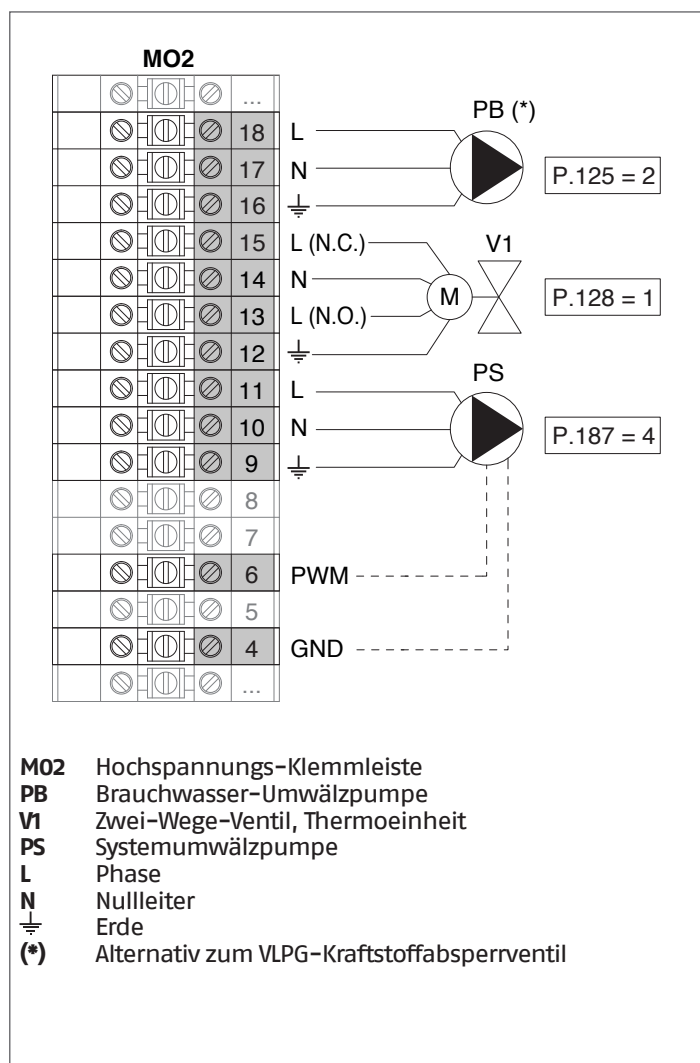 MO2
...
18 L PB (*)
17 N P.125 = 2
16 ⏚
15 L (N.C.) V1
14 N M P.128 = 1
13 L (N.O.)
12 ⏚
11 L PS
10 N P.187 = 4
9 ⏚
8
7
6 PWM
5
4 GND
...
M02 Hochspannungs-Klemmleiste
PB Brauchwasser-Umwälzpumpe
V1 Zwei-Wege-Ventil, Thermoeinheit
PS Systemumwälzpumpe
L Phase
N Nullleiter
⏚ Erde
(*) Alternativ zum VLPG-Kraftstoffabsperrventil